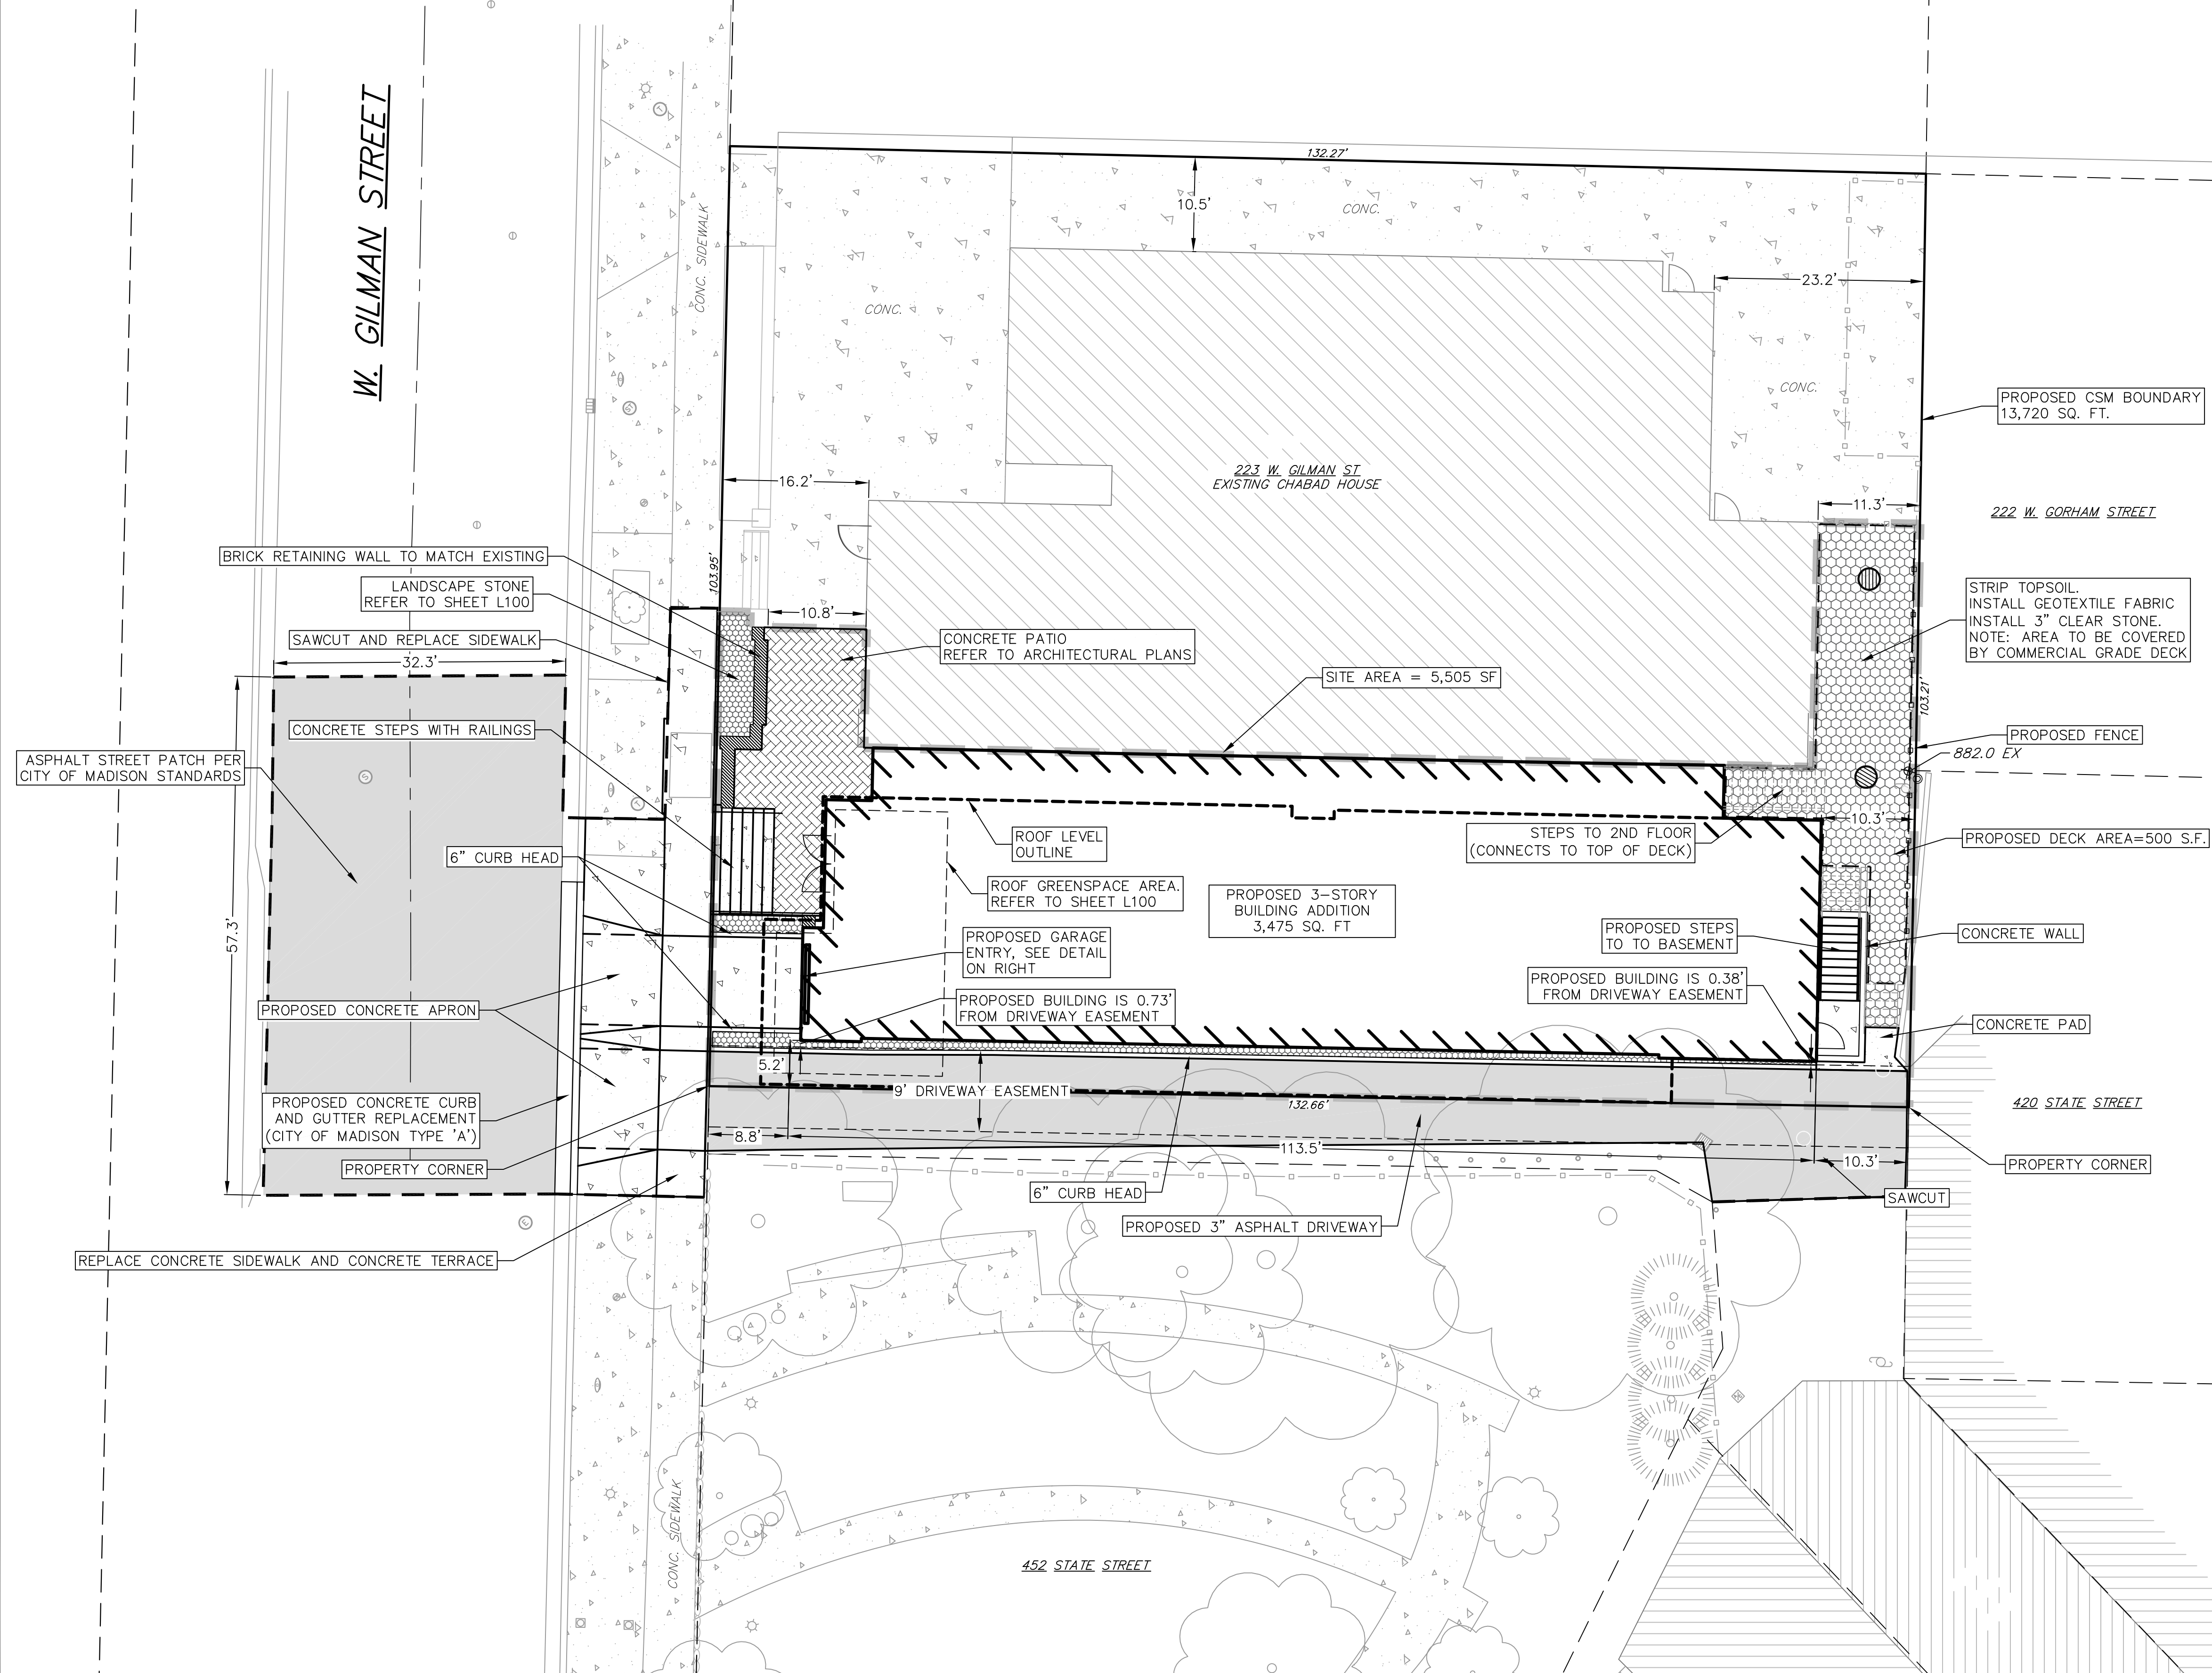 W. GILMAN STREET
CONC. SIDEWALK
132.27'
10.5'
CONC.
23.2'
CONC.
CONC.
PROPOSED CSM BOUNDARY
13,720 SQ. FT.
223 W. GILMAN ST
EXISTING CHABAD HOUSE
16.2'
11.3'
222 W. GORHAM STREET
BRICK RETAINING WALL TO MATCH EXISTING
103.95'
LANDSCAPE STONE
REFER TO SHEET L100
10.8'
STRIP TOPSOIL.
INSTALL GEOTEXTILE FABRIC
INSTALL 3" CLEAR STONE.
NOTE: AREA TO BE COVERED
BY COMMERCIAL GRADE DECK
SAWCUT AND REPLACE SIDEWALK
CONCRETE PATIO
REFER TO ARCHITECTURAL PLANS
32.3'
SITE AREA = 5,505 SF
103.21'
CONCRETE STEPS WITH RAILINGS
PROPOSED FENCE
882.0 EX
ASPHALT STREET PATCH PER
CITY OF MADISON STANDARDS
S
T
ST
T
10.3'
ROOF LEVEL
OUTLINE
STEPS TO 2ND FLOOR
(CONNECTS TO TOP OF DECK)
PROPOSED DECK AREA=500 S.F.
6" CURB HEAD
ROOF GREENSPACE AREA.
REFER TO SHEET L100
PROPOSED 3-STORY
BUILDING ADDITION
3,475 SQ. FT
57.3'
PROPOSED GARAGE
ENTRY, SEE DETAIL
ON RIGHT
PROPOSED STEPS
TO TO BASEMENT
CONCRETE WALL
PROPOSED BUILDING IS 0.38'
FROM DRIVEWAY EASEMENT
PROPOSED CONCRETE APRON
PROPOSED BUILDING IS 0.73'
FROM DRIVEWAY EASEMENT
CONCRETE PAD
5.2'
9' DRIVEWAY EASEMENT
132.66'
PROPOSED CONCRETE CURB
AND GUTTER REPLACEMENT
(CITY OF MADISON TYPE 'A')
420 STATE STREET
8.8'
113.5'
10.3'
PROPERTY CORNER
PROPERTY CORNER
6" CURB HEAD
SAWCUT
E
PROPOSED 3" ASPHALT DRIVEWAY
REPLACE CONCRETE SIDEWALK AND CONCRETE TERRACE
CONC. SIDEWALK
452 STATE STREET